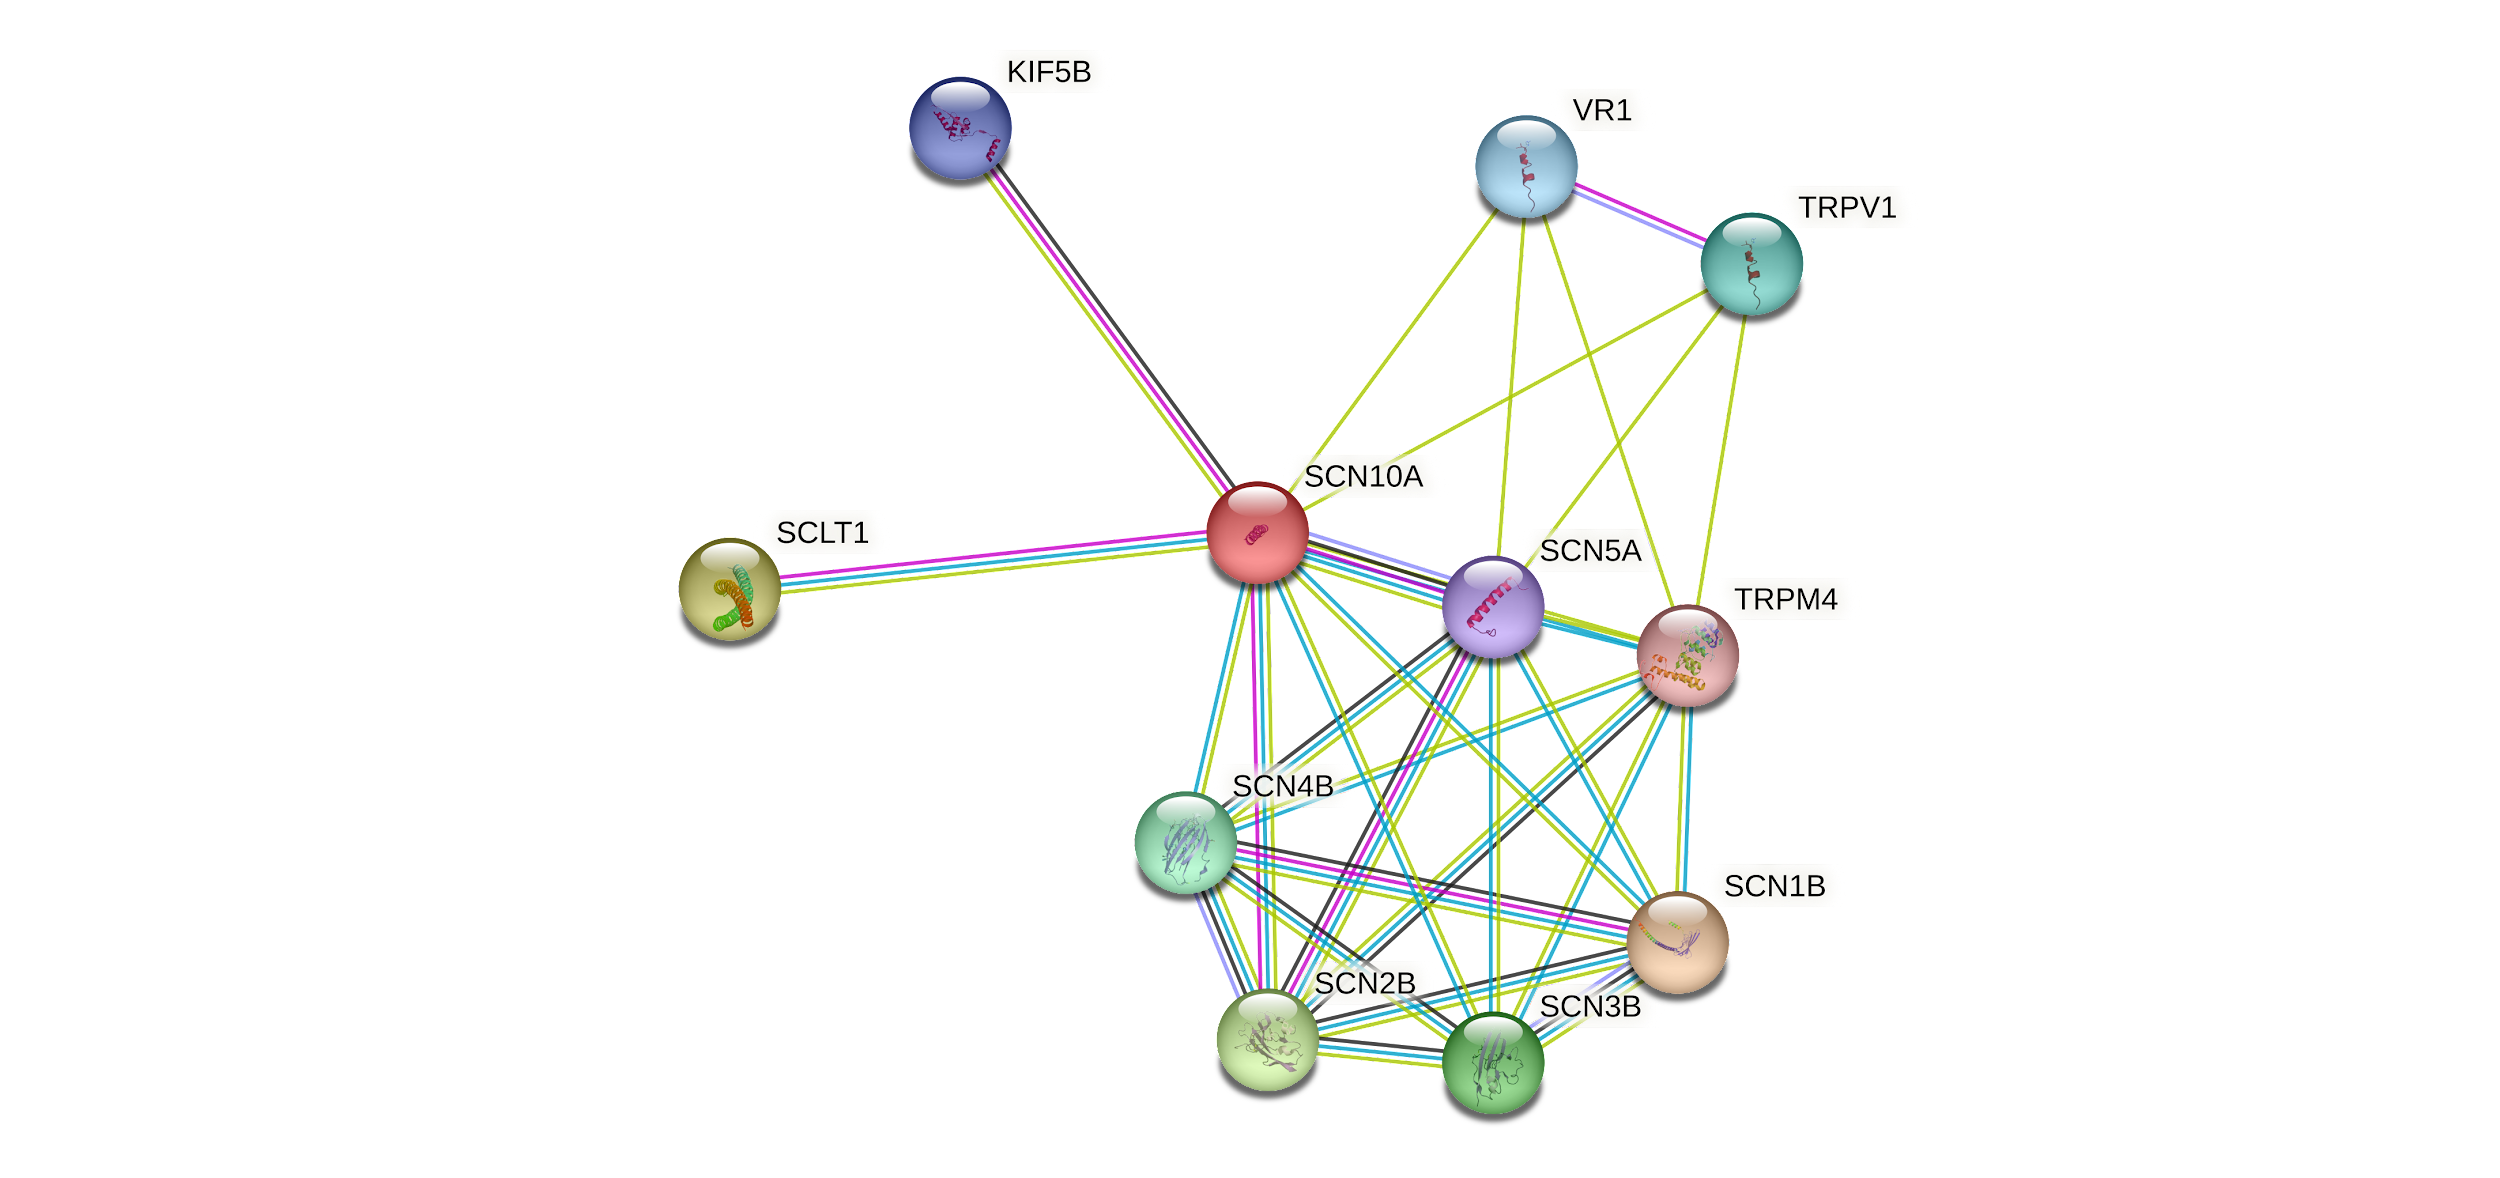 KIF5B
VR1
TRPV1
SCN10A
SCLT1
SCN5A
TRPM4
SCN4B
SCN1B
SCN2B
SCN3B